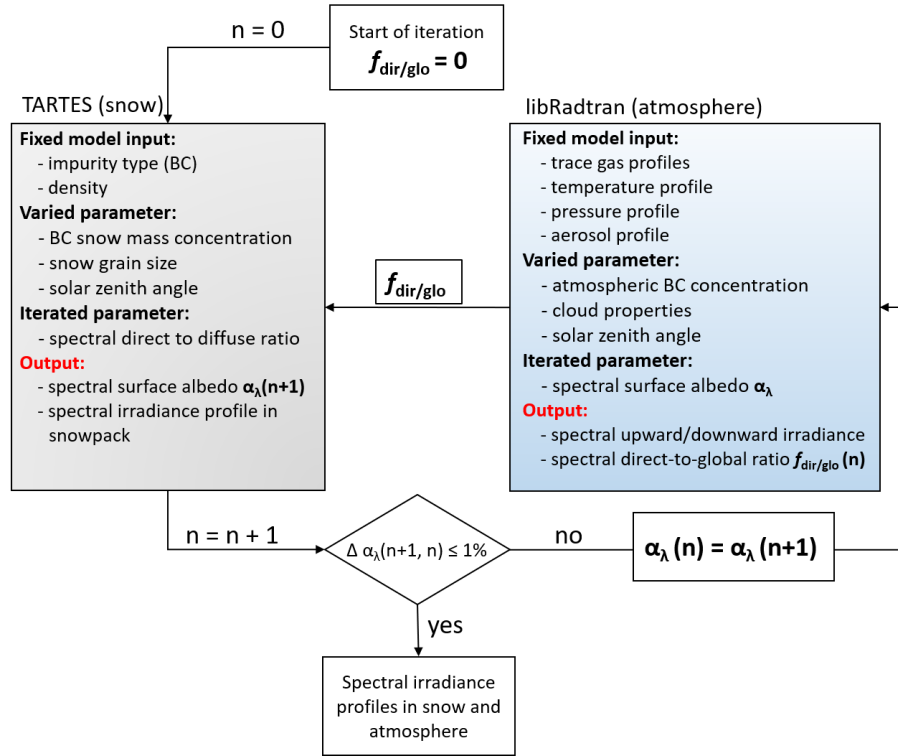 n = 0
Start of iteration
f dir/glo = 0
TARTES (snow)
Fixed model input:
- impurity type (BC)
- density
Varied parameter:
- BC snow mass concentration
- snow grain size
- solar zenith angle
Iterated parameter:
- spectral direct to diffuse ratio
Output:
- spectral surface albedo αλ(n+1)
- spectral irradiance profile in
snowpack
f dir/glo
libRadtran (atmosphere)
Fixed model input:
- trace gas profiles
- temperature profile
- pressure profile
- aerosol profile
Varied parameter:
- atmospheric BC concentration
- cloud properties
- solar zenith angle
Iterated parameter:
- spectral surface albedo αλ
Output:
- spectral upward/downward irradiance
- spectral direct-to-global ratio f dir/glo (n)
n = n + 1
Δ αλ(n+1, n) ≤ 1%
no
αλ (n) = αλ (n+1)
yes
Spectral irradiance
profiles in snow and
atmosphere